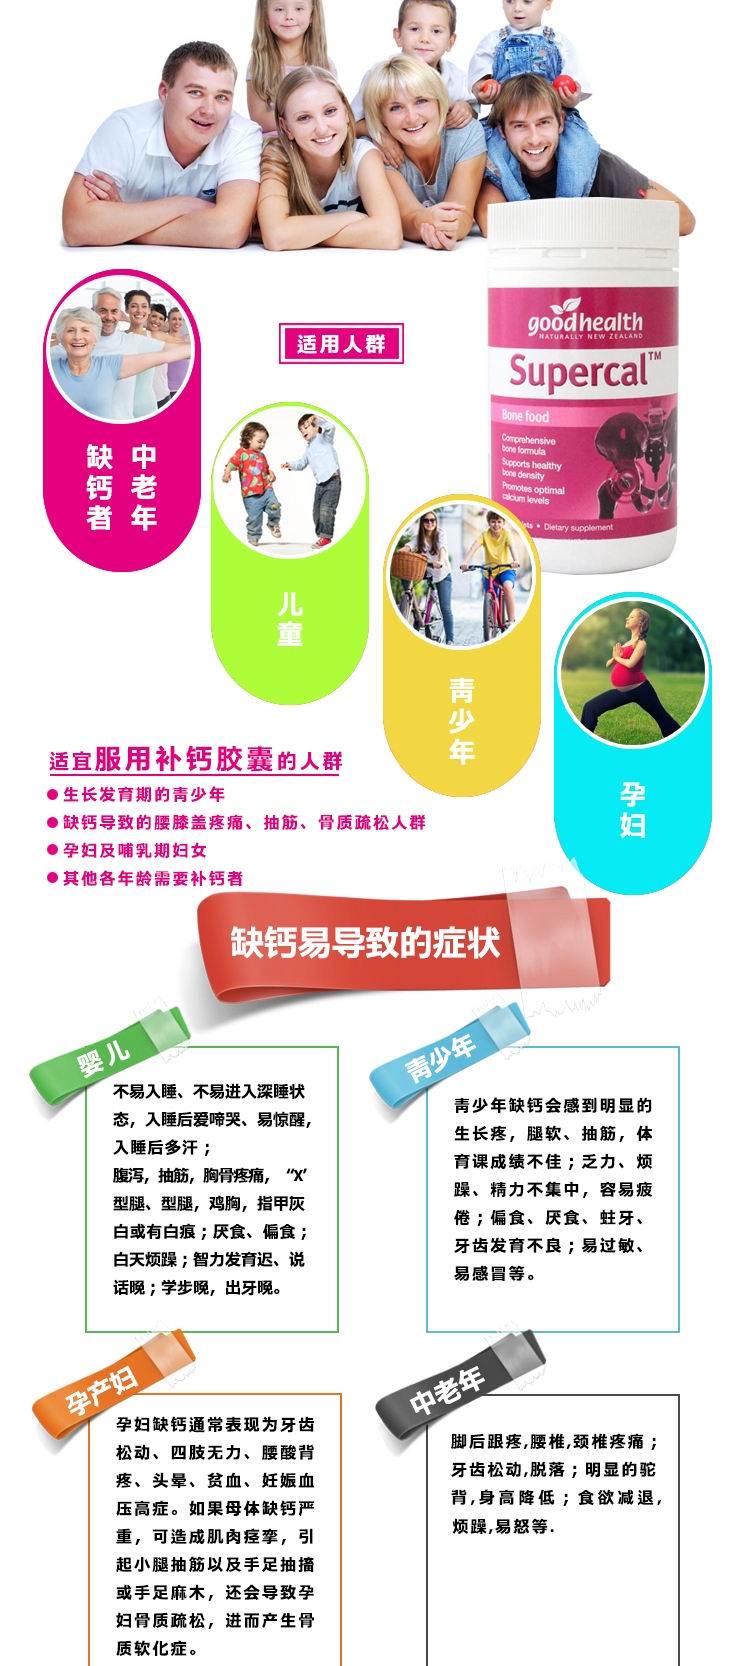 goodhealth
NATURALLY NEW ZEALAND
Supercal™
Bone food
Comprehensive
bone formula
Supports healthy
bone density
Promotes optimal
calcium levels
Dietary supplement
适用人群
中老年
缺钙者
儿童
青少年
孕妇
适宜服用补钙胶囊的人群
●生长发育期的青少年
●缺钙导致的腰膝盖疼痛、抽筋、骨质疏松人群
●孕妇及哺乳期妇女
●其他各年龄需要补钙者
缺钙易导致的症状
婴儿
不易入睡、不易进入深睡状
态，入睡后爱啼哭、易惊醒，
入睡后多汗；
腹泻，抽筋，胸骨疼痛，“X’
型腿、型腿，鸡胸，指甲灰
白或有白痕；厌食、偏食；
白天烦躁；智力发育迟、说
话晚；学步晚，出牙晚。
青少年
青少年缺钙会感到明显的
生长疼，腿软、抽筋，体
育课成绩不佳；乏力、烦
躁、精力不集中，容易疲
倦；偏食、厌食、蛀牙、
牙齿发育不良；易过敏、
易感冒等。
孕产妇
孕妇缺钙通常表现为牙齿
松动、四肢无力、腰酸背
疼、头晕、贫血、妊娠血
压高症。如果母体缺钙严
重，可造成肌肉痉挛，引
起小腿抽筋以及手足抽搐
或手足麻木，还会导致孕
妇骨质疏松，进而产生骨
质软化症。
中老年
脚后跟疼,腰椎,颈椎疼痛；
牙齿松动,脱落；明显的驼
背,身高降低；食欲减退,
烦躁,易怒等.